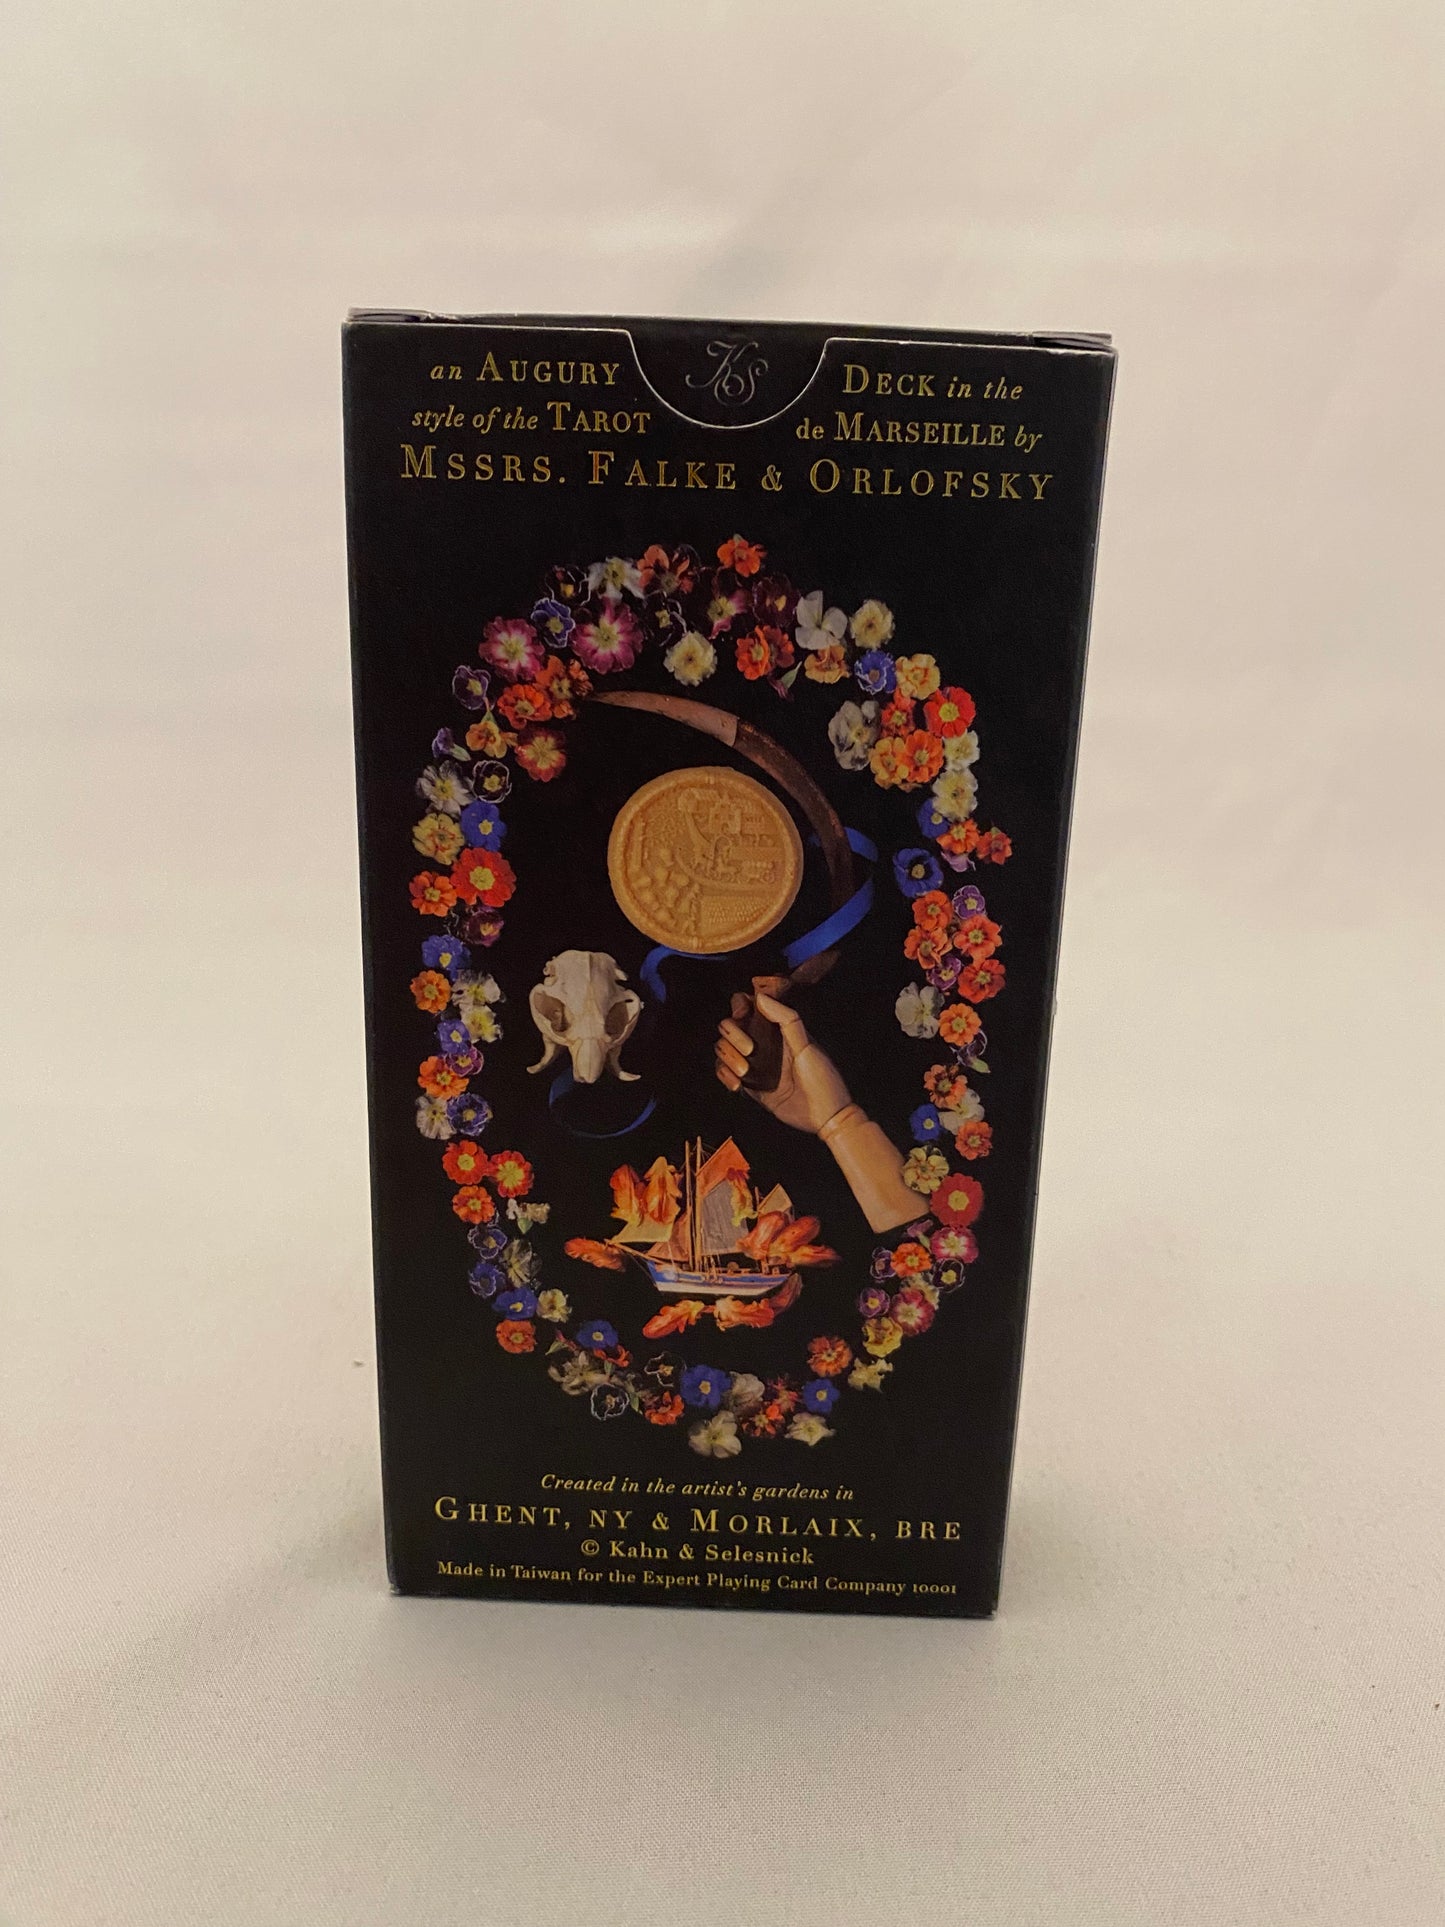 KS
an AUGURY DECK in the
style of the TAROT de MARSEILLE by
MSSRS. FALKE & ORLOFSKY
Created in the artist's gardens in
GHENT, NY & MORLAIX, BRE
© Kahn & Selesnick
Made in Taiwan for the Expert Playing Card Company 10001